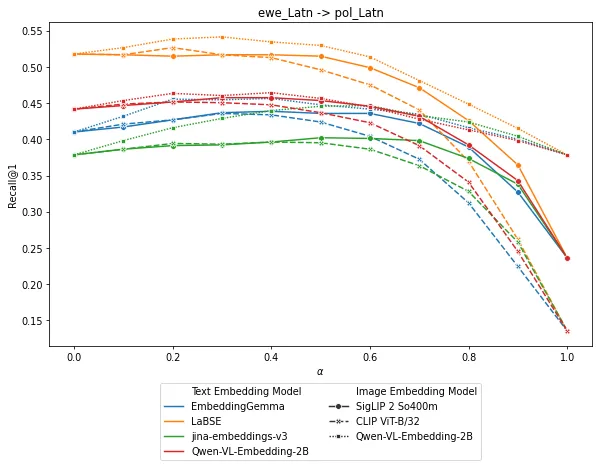 ewe_Latn -> pol_Latn
Recall@1
0.55
0.50
0.45
0.40
0.35
0.30
0.25
0.20
0.15
0.0 0.2 0.4 0.6 0.8 1.0
α
Text Embedding Model Image Embedding Model
EmbeddingGemma SigLIP 2 So400m
LaBSE CLIP ViT-B/32
jina-embeddings-v3 Qwen-VL-Embedding-2B
Qwen-VL-Embedding-2B